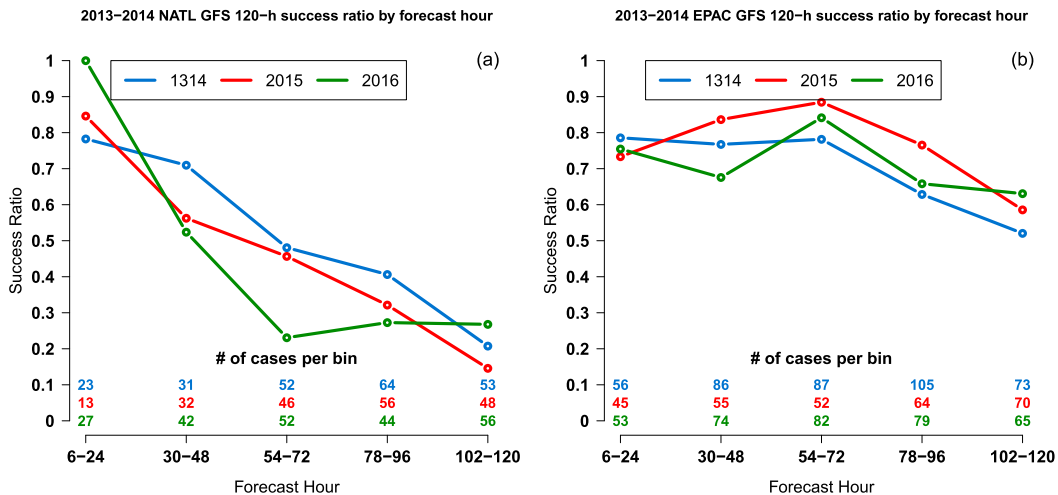 2013−2014 NATL GFS 120−h success ratio by forecast hour
(a)
1314 2015 2016
Success Ratio
1
0.9
0.8
0.7
0.6
0.5
0.4
0.3
0.2
0.1
0
# of cases per bin
23 31 52 64 53
13 32 46 56 48
27 42 52 44 56
6−24 30−48 54−72 78−96 102−120
Forecast Hour
2013−2014 EPAC GFS 120−h success ratio by forecast hour
(b)
1314 2015 2016
Success Ratio
1
0.9
0.8
0.7
0.6
0.5
0.4
0.3
0.2
0.1
0
# of cases per bin
56 86 87 105 73
45 55 52 64 70
53 74 82 79 65
6−24 30−48 54−72 78−96 102−120
Forecast Hour